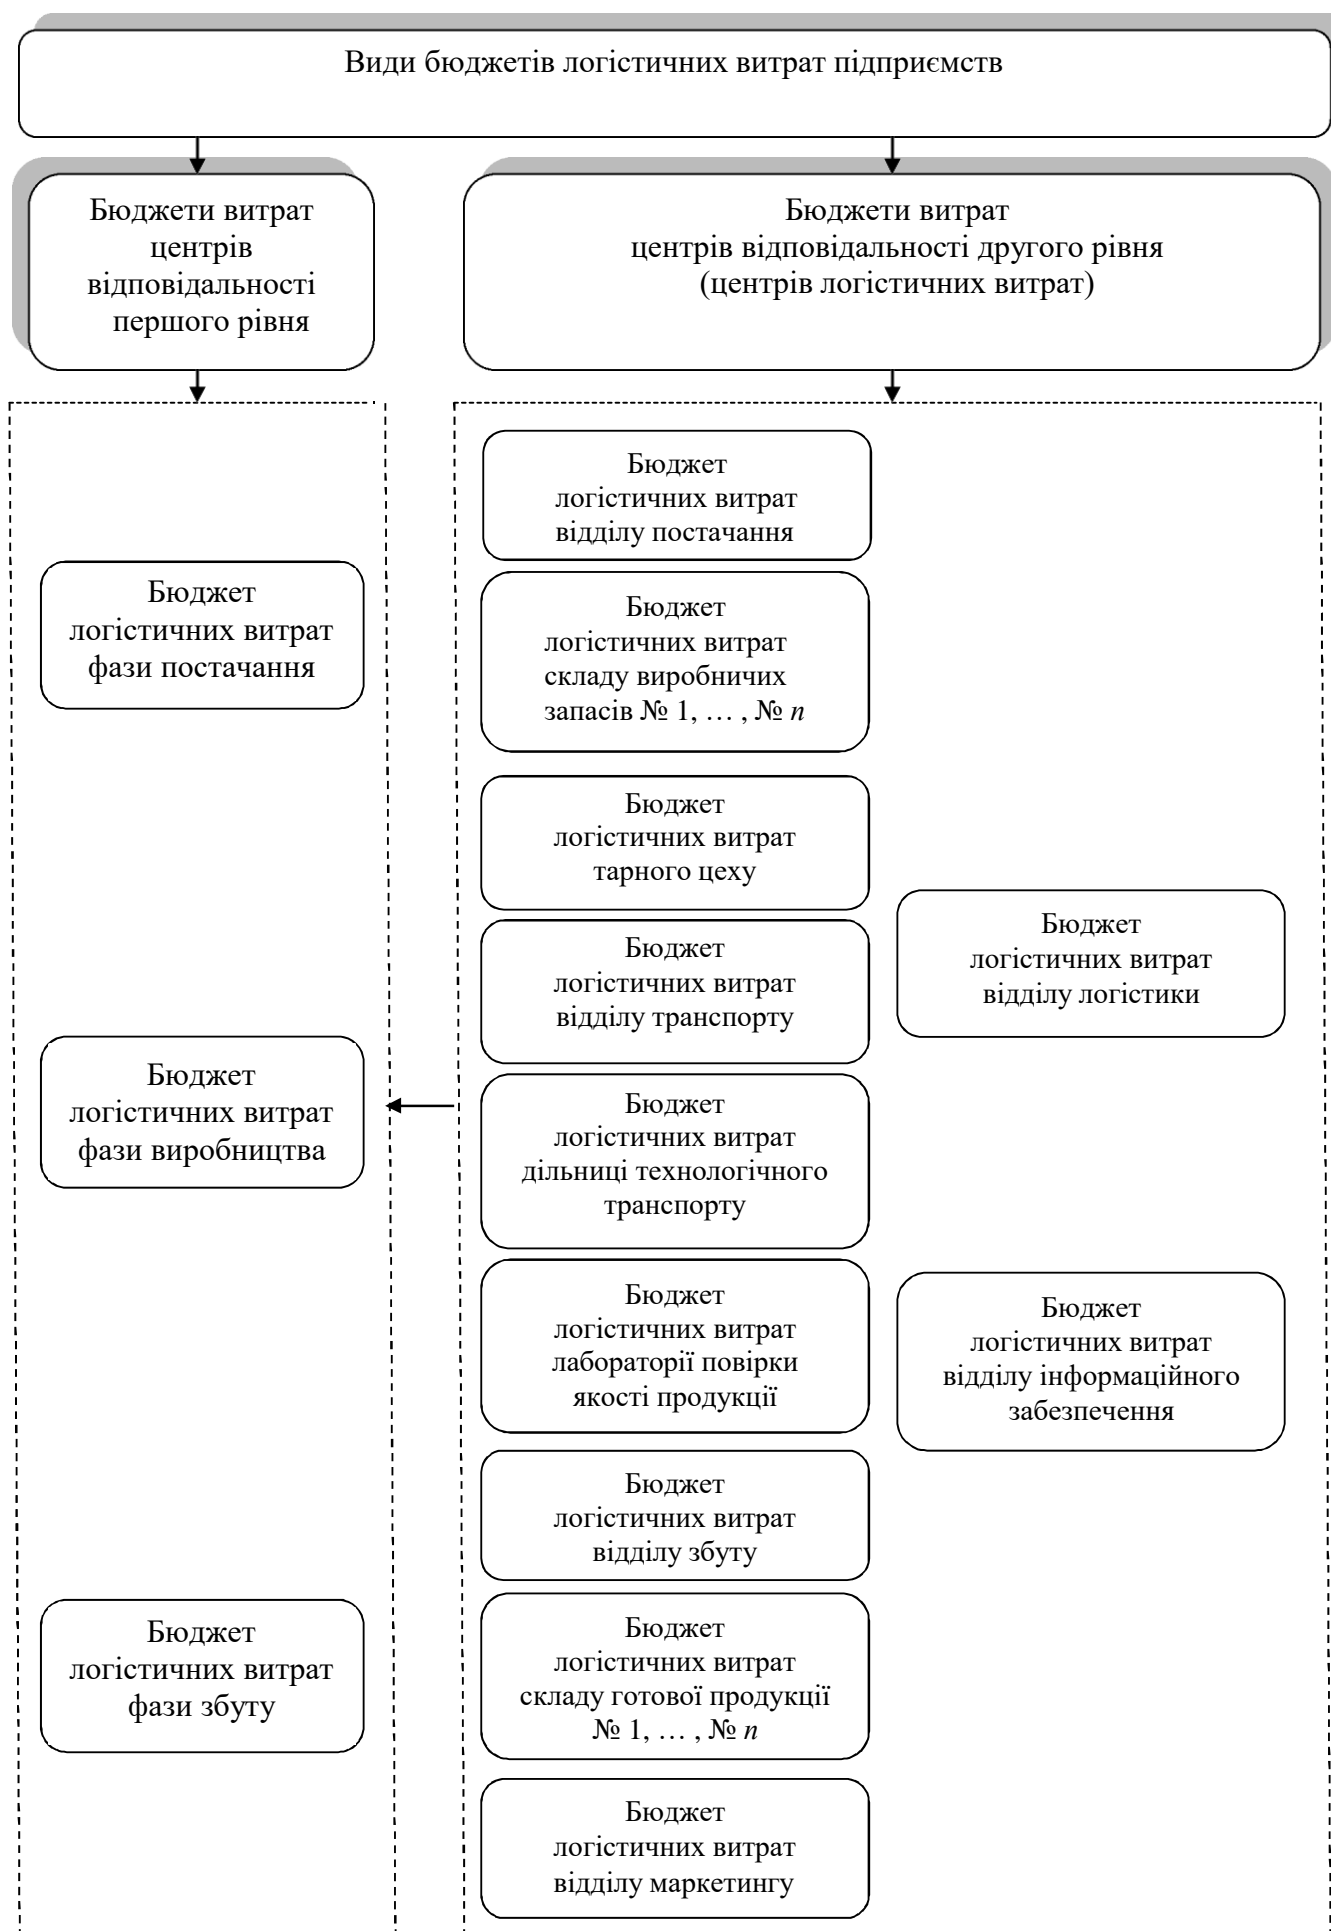 Види бюджетів логістичних витрат підприємств
Бюджети витрат
центрів
відповідальності
першого рівня
Бюджети витрат
центрів відповідальності другого рівня
(центрів логістичних витрат)
Бюджет
логістичних витрат
фази постачання
Бюджет
логістичних витрат
фази виробництва
Бюджет
логістичних витрат
фази збуту
Бюджет
логістичних витрат
відділу постачання
Бюджет
логістичних витрат
складу виробничих
запасів № 1, … , № n
Бюджет
логістичних витрат
тарного цеху
Бюджет
логістичних витрат
відділу транспорту
Бюджет
логістичних витрат
дільниці технологічного
транспорту
Бюджет
логістичних витрат
лабораторії повірки
якості продукції
Бюджет
логістичних витрат
відділу збуту
Бюджет
логістичних витрат
складу готової продукції
№ 1, … , № n
Бюджет
логістичних витрат
відділу маркетингу
Бюджет
логістичних витрат
відділу логістики
Бюджет
логістичних витрат
відділу інформаційного
забезпечення